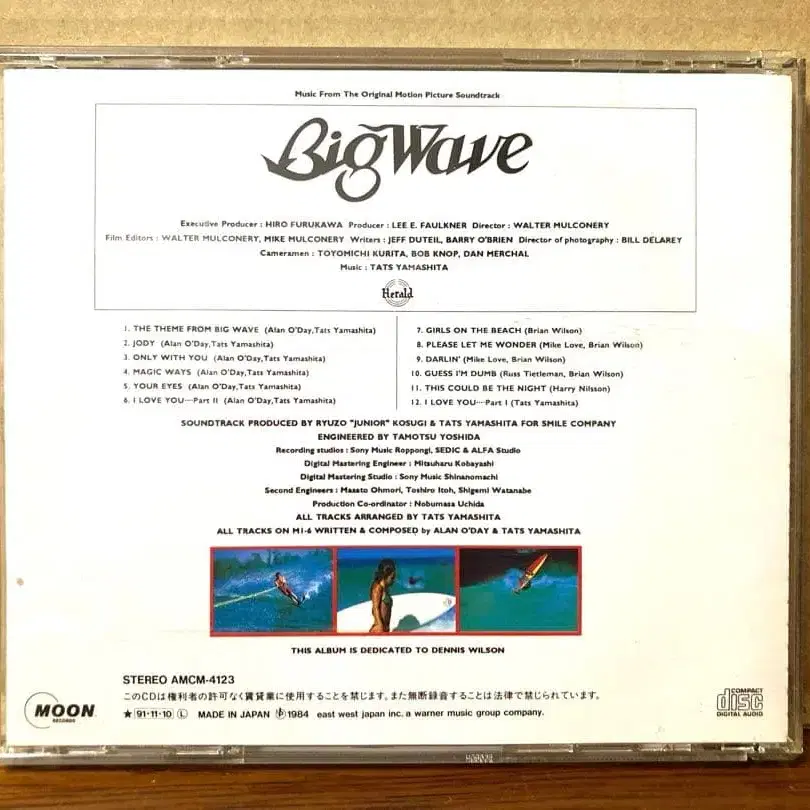 Music From The Original Motion Picture Soundtrack
Big Wave
Executive Producer : HIRO FURUKAWA Producer : LEE E. FAULKNER Director : WALTER MULCONERY
Film Editors : WALTER MULCONERY, MIKE MULCONERY Writers : JEFF DUTEIL, BARRY O'BRIEN Director of photography : BILL DELAREY
Cameramen : TOYOMICHI KURITA, BOB KNOP, DAN MERCHAL
Music : TATS YAMASHITA
Herald
1. THE THEME FROM BIG WAVE (Alan O'Day,Tats Yamashita)
2. JODY (Alan O'Day,Tats Yamashita)
3. ONLY WITH YOU (Alan O'Day,Tats Yamashita)
4. MAGIC WAYS (Alan O'Day,Tats Yamashita)
5. YOUR EYES (Alan O'Day,Tats Yamashita)
6. I LOVE YOU····Part II (Alan O'Day,Tats Yamashita)
7. GIRLS ON THE BEACH (Brian Wilson)
8. PLEASE LET ME WONDER (Mike Love, Brian Wilson)
9. DARLIN' (Mike Love, Brian Wilson)
10. GUESS I'M DUMB (Russ Tietleman, Brian Wilson)
11. THIS COULD BE THE NIGHT (Harry Nilsson)
12. I LOVE YOU····Part I (Tats Yamashita)
SOUNDTRACK PRODUCED BY RYUZO "JUNIOR" KOSUGI & TATS YAMASHITA FOR SMILE COMPANY
ENGINEERED BY TAMOTSU YOSHIDA
Recording studios : Sony Music Roppongi, SEDIC & ALFA Studio
Digital Mastering Engineer : Mitsuharu Kobayashi
Digital Mastering Studio : Sony Music Shinanomachi
Second Engineers : Masato Ohmori, Toshiro Itoh, Shigemi Watanabe
Production Co-ordinator : Nobumasa Uchida
ALL TRACKS ARRANGED BY TATS YAMASHITA
ALL TRACKS ON M1-6 WRITTEN & COMPOSED by ALAN O'DAY & TATS YAMASHITA
THIS ALBUM IS DEDICATED TO DENNIS WILSON
STEREO AMCM-4123
このCDは権利者の許可なく賃貸業に使用することを禁じます。また無断録音することは法律で禁じられています。
★91·11·10 Ⓛ MADE IN JAPAN ℗1984 east west japan inc. a warner music group company.
MOON
RECORDS
COMPACT
disc
DIGITAL AUDIO